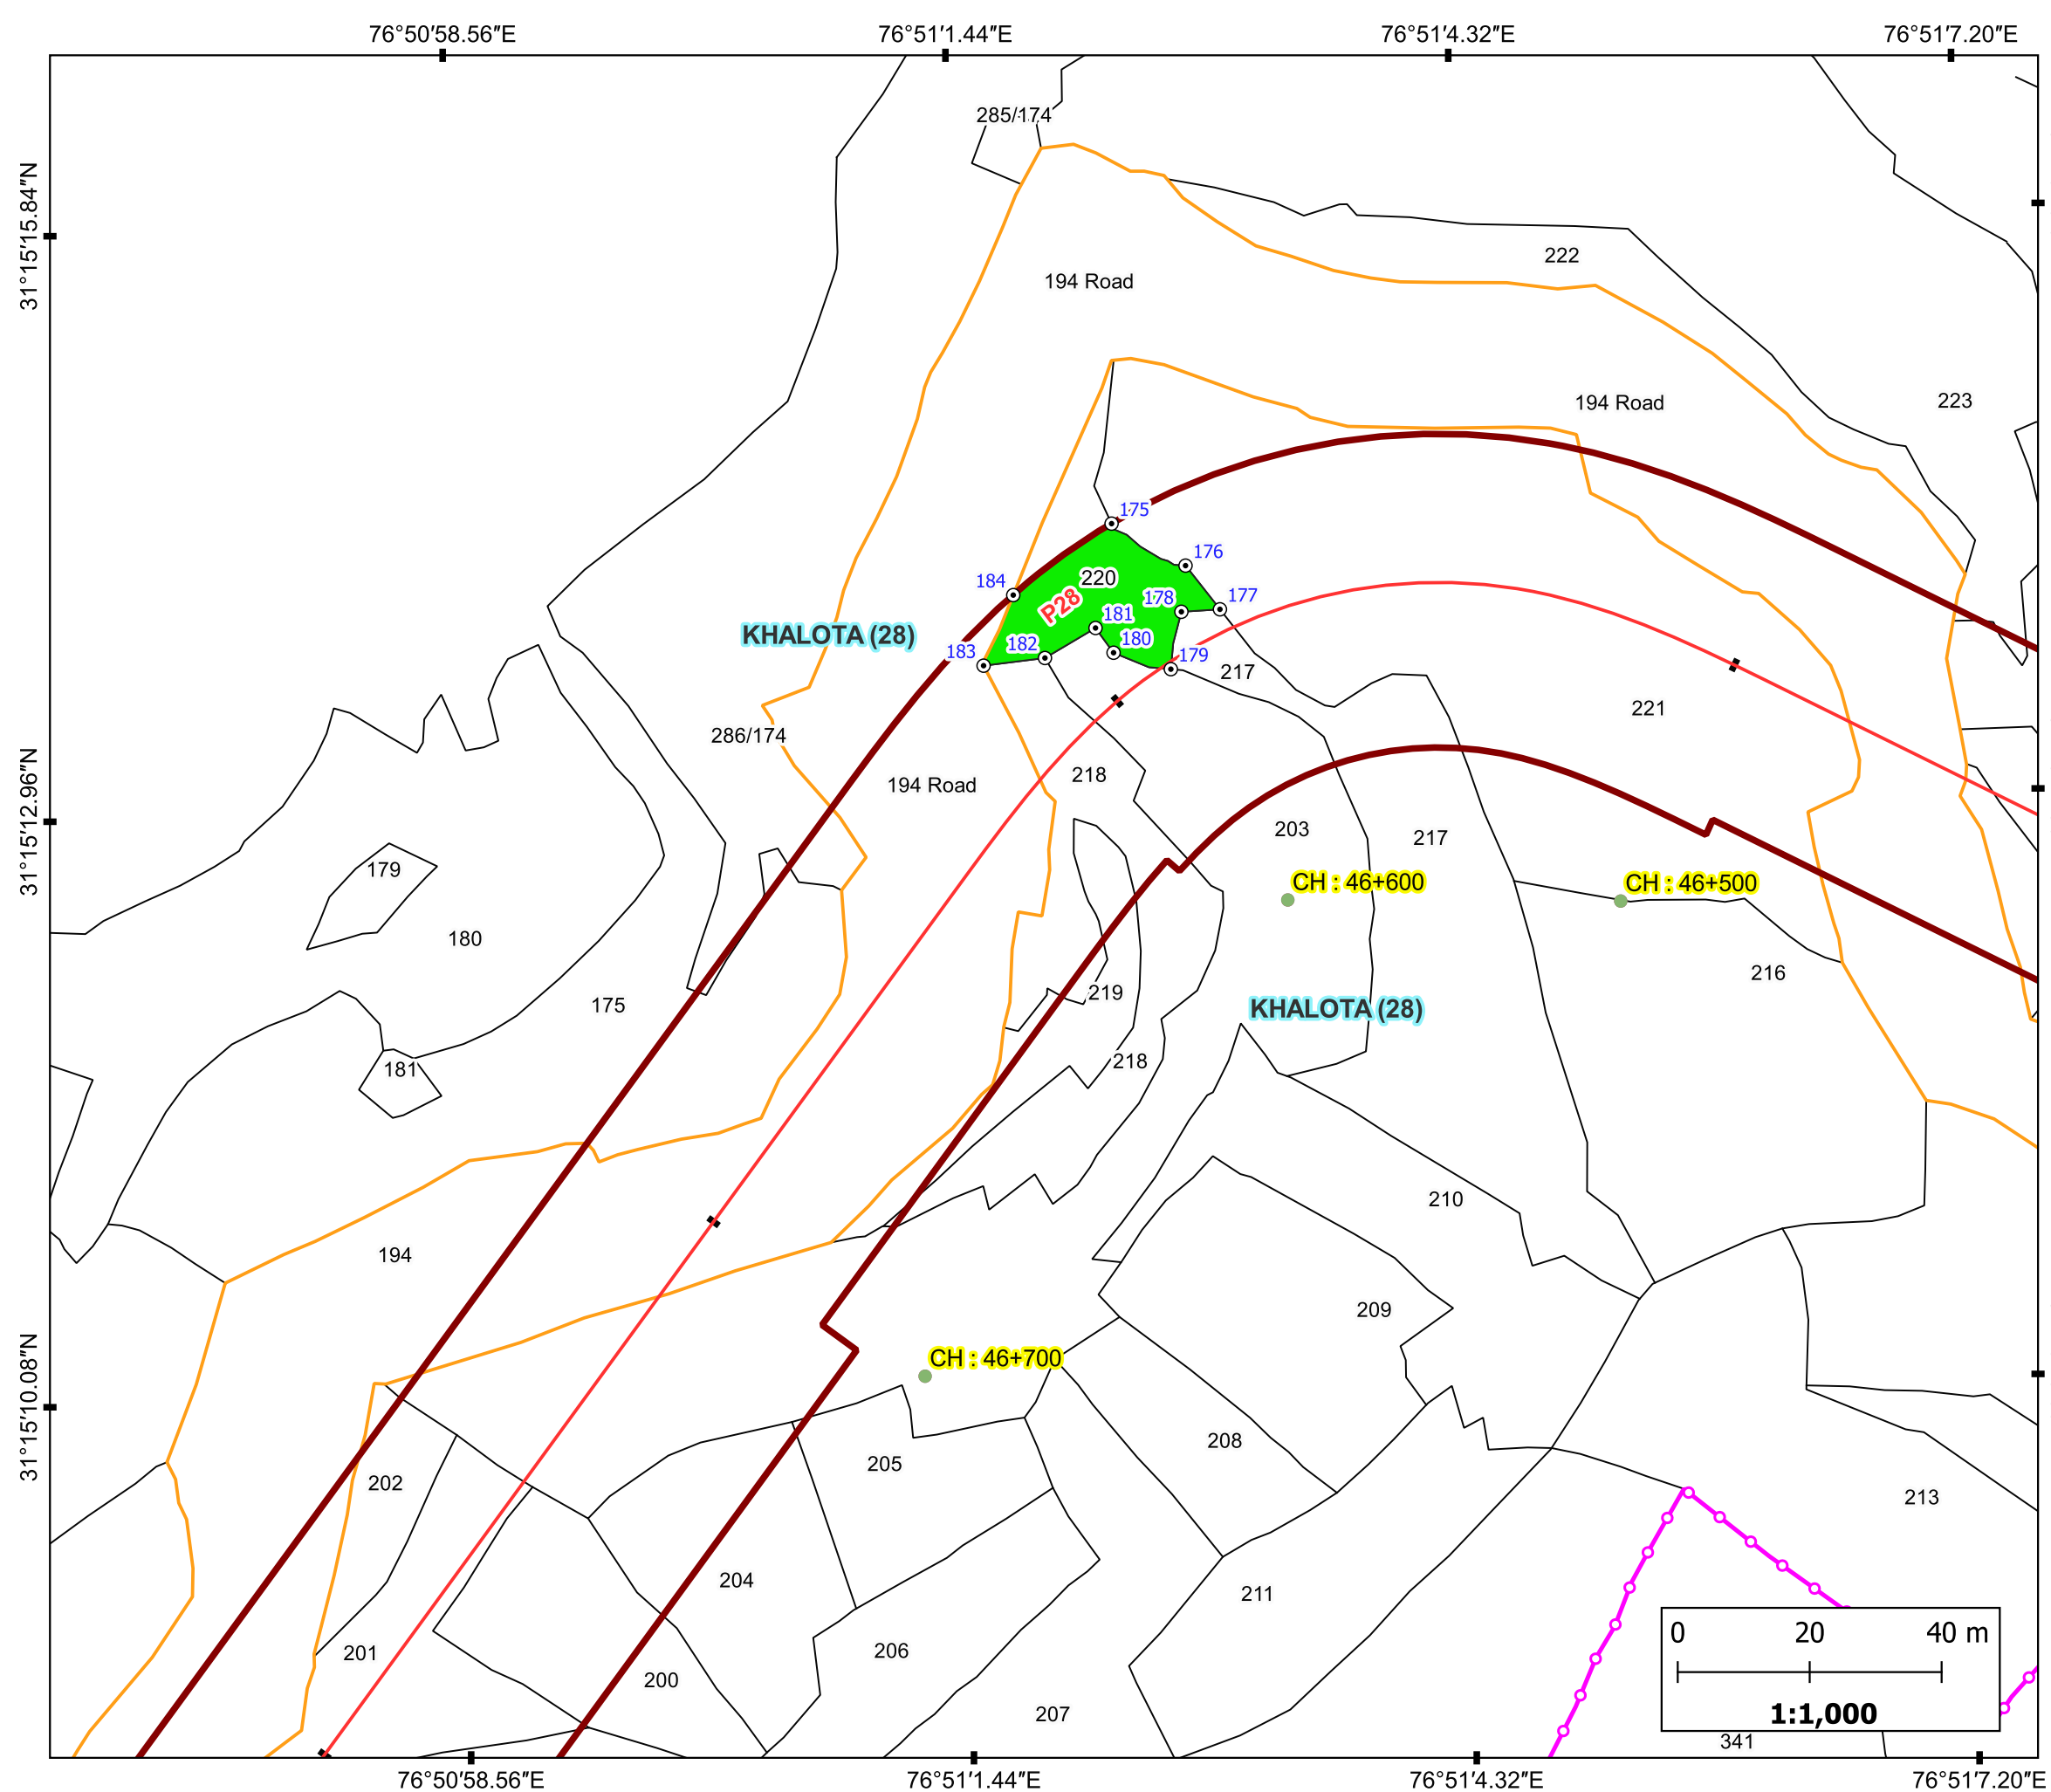 76°50′58.56″E 76°51′1.44″E 76°51′4.32″E 76°51′7.20″E
31°15′15.84″N
31°15′12.96″N
31°15′10.08″N
285/174
222
194 Road
194 Road
223
175
176
184
220
P28
178
177
181
KHALOTA (28)
182
180
183
179
217
221
286/174
218
194 Road
203
217
179
CH : 46+600
CH : 46+500
180
216
219
175
KHALOTA (28)
218
181
210
194
209
CH : 46+700
208
205
202
213
204
211
206
201
200
207
0 20 40 m
1:1,000
341
76°50′58.56″E 76°51′1.44″E 76°51′4.32″E 76°51′7.20″E